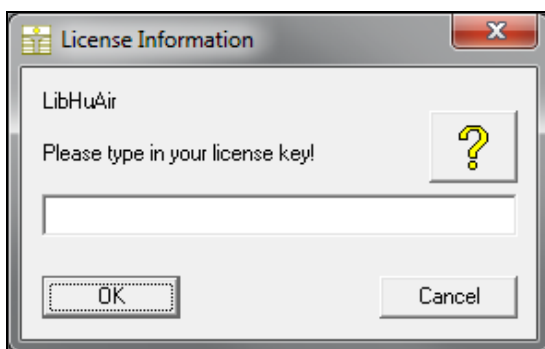 License Information
LibHuAir
Please type in your license key!
?
OK
Cancel